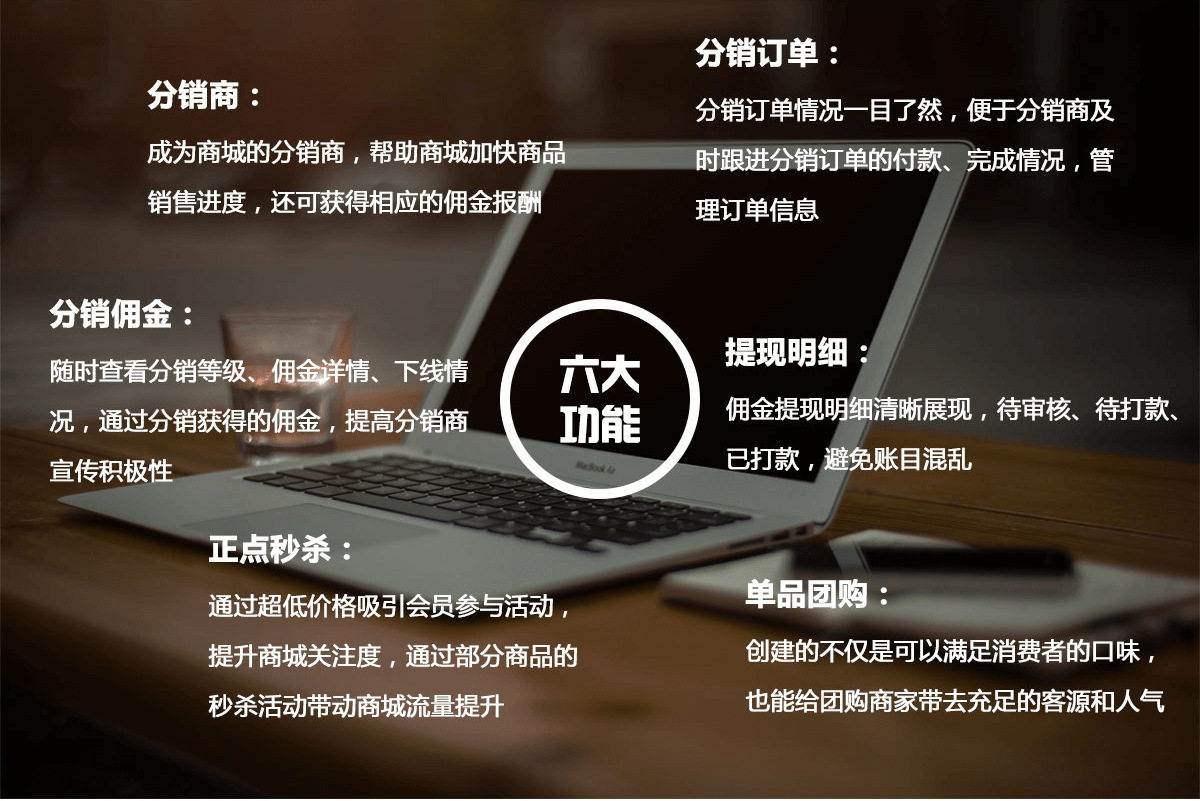 分销商：
成为商城的分销商，帮助商城加快商品
销售进度，还可获得相应的佣金报酬
分销订单：
分销订单情况一目了然，便于分销商及
时跟进分销订单的付款、完成情况，管
理订单信息
分销佣金：
随时查看分销等级、佣金详情、下线情
况，通过分销获得的佣金，提高分销商
宣传积极性
六大
功能
MacBook Air
提现明细：
佣金提现明细清晰展现，待审核、待打款、
已打款，避免账目混乱
正点秒杀：
通过超低价格吸引会员参与活动，
提升商城关注度，通过部分商品的
秒杀活动带动商城流量提升
单品团购：
创建的不仅是可以满足消费者的口味，
也能给团购商家带去充足的客源和人气